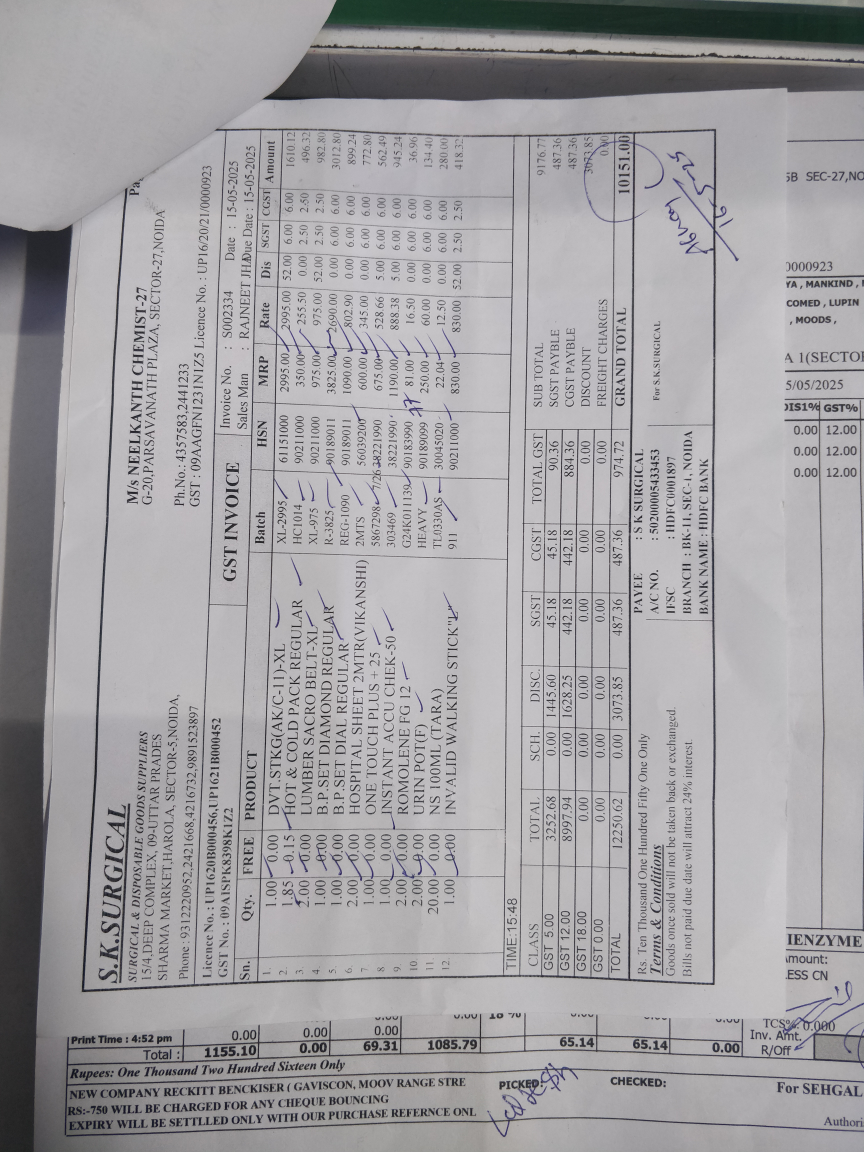 S.K.SURGICAL
SURGICAL & DISPOSABLE GOODS SUPPLIERS
15/4.DEEP COMPLEX, 09-UTTAR PRADES
SHARMA MARKET,HAROLA, SECTOR-5,NOIDA,
Phone : 9312220952,2421668,4216732,9891523897
Licence No. : UP1620B000456,UP1621B000452
GST No. : 09AISPK8398K1Z2
M/s NEELKANTH CHEMIST-27
G-20,PARSAVANATH PLAZA, SECTOR-27,NOIDA
Ph.No.: 4357583,2441233
GST : 09AAGFN1231N1Z5 Licence No. : UP16/20/21/0000923
GST INVOICE
Invoice No. : S002334 Date : 15-05-2025
Sales Man : RAJNEET JHA Due Date : 15-05-2025
Sn. Qty. FREE PRODUCT Batch HSN MRP Rate Dis SGST CGST Amount
1. 1.00 0.00 DVT.STKG(AK/C-11)-XL XL-2995 61151000 2995.00 2995.00 52.00 6.00 6.00 1610.12
2. 1.85 0.15 HOT & COLD PACK REGULAR HC1014 90211000 350.00 255.50 0.00 2.50 2.50 496.32
3. 2.00 0.00 LUMBER SACRO BELT-XL XL-975 90211000 975.00 975.00 52.00 2.50 2.50 982.80
4. 1.00 0.00 B.P.SET DIAMOND REGULAR R-3825 90189011 3825.00 2690.00 0.00 6.00 6.00 3012.80
5. 1.00 0.00 B.P.SET DIAL REGULAR REG-1090 90189011 1090.00 802.90 0.00 6.00 6.00 899.24
6. 2.00 0.00 HOSPITAL SHEET 2MTR(VIKANSHI) 2MTS 56039200 600.00 345.00 0.00 6.00 6.00 772.80
7 1.00 0.00 ONE TOUCH PLUS + 25 5867298 7/26 38221990 675.00 528.66 5.00 6.00 6.00 562.49
8 1.00 0.00 INSTANT ACCU CHEK-50 303469 38221990 1190.00 888.38 5.00 6.00 6.00 945.24
9. 2.00 0.00 ROMOLENE FG 12 G24K011139 90183990 81.00 16.50 0.00 6.00 6.00 36.96
10. 2.00 0.00 URIN POT(F) HEAVY 90189099 250.00 60.00 0.00 6.00 6.00 134.40
11 20.00 0.00 NS 100ML (TARA) TL0330AS 30045020 22.04 12.50 0.00 6.00 6.00 280.00
12. 1.00 0.00 INVALID WALKING STICK"L" 911 90211000 830.00 830.00 52.00 2.50 2.50 418.32
TIME:15:48
CLASS TOTAL SCH. DISC. SGST CGST TOTAL GST
GST 5.00 3252.68 0.00 1445.60 45.18 45.18 90.36
GST 12.00 8997.94 0.00 1628.25 442.18 442.18 884.36
GST 18.00 0.00 0.00 0.00 0.00 0.00 0.00
GST 0.00 0.00 0.00 0.00 0.00 0.00 0.00
TOTAL 12250.62 0.00 3073.85 487.36 487.36 974.72
SUB TOTAL 9176.77
SGST PAYABLE 487.36
CGST PAYABLE 487.36
DISCOUNT 3073.85
FREIGHT CHARGES 0.00
GRAND TOTAL 10151.00
Rs. Ten Thousand One Hundred Fifty One Only
Terms & Conditions
Goods once sold will not be taken back or exchanged.
Bills not paid due date will attract 24% interest.
PAYEE : S K SURGICAL
A/C NO. : 50200005433453
IFSC : HDFC0001897
BRANCH : BK-11, SEC-1, NOIDA
BANK NAME : HDFC BANK
For S.K.SURGICAL
16-5-25
SEC-27,NO
0000923
YA, MANKIND ,
COMED , LUPIN
, MOODS ,
A 1(SECTOR
5/05/2025
DIS1% GST%
0.00 12.00
0.00 12.00
0.00 12.00
IENZYME
Amount:
LESS CN
TCS% 0.000
Inv. Amt.
R/Off
Print Time : 4:52 pm 0.00 0.00 0.00
Total : 1155.10 0.00 69.31 1085.79 65.14 65.14 0.00
Rupees: One Thousand Two Hundred Sixteen Only
NEW COMPANY RECKITT BENCKISER ( GAVISCON, MOOV RANGE STRE
RS:-750 WILL BE CHARGED FOR ANY CHEQUE BOUNCING
EXPIRY WILL BE SETTLLED ONLY WITH OUR PURCHASE REFERNCE ONL
PICKED: CHECKED:
For SEHGAL
Authori